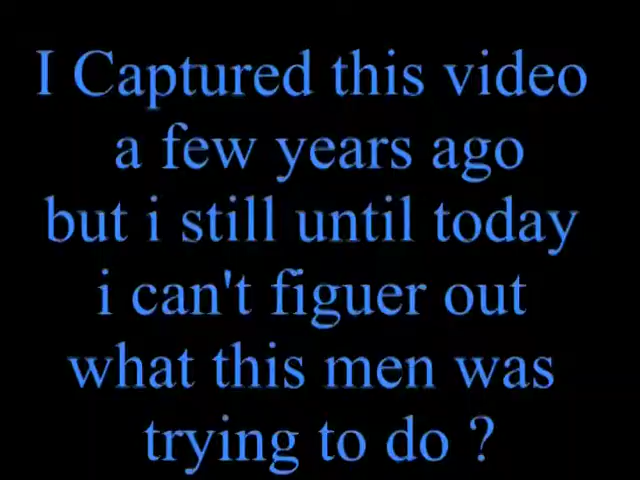 I Captured this video
a few years ago
but i still until today
i can't figuer out
what this men was
trying to do ?